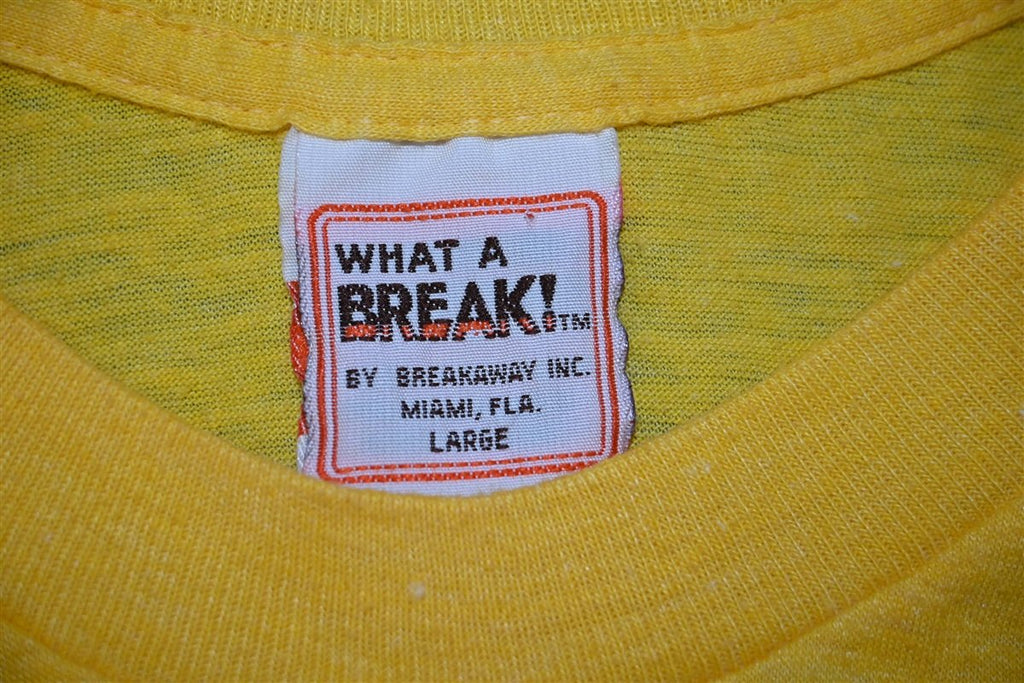 WHAT A
BREAK!TM
BY BREAKAWAY INC.
MIAMI, FLA.
LARGE